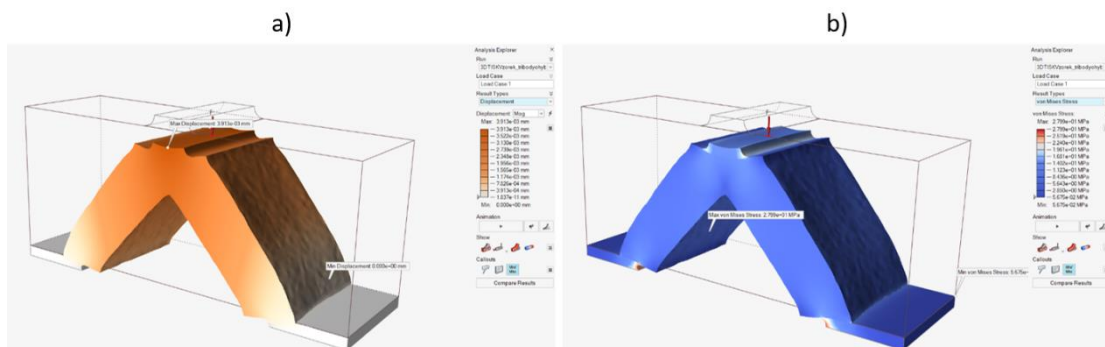 a)
b)
Analysis Explorer
Run
Load Case
Load Case 1
Result Types
Displacement
Displacement: Mag
Max: 3.913e-03 mm
3.913e-03 mm
3.522e-03 mm
3.130e-03 mm
2.739e-03 mm
2.348e-03 mm
1.956e-03 mm
1.565e-03 mm
1.174e-03 mm
7.826e-04 mm
3.913e-04 mm
Min: 0.000e+00 mm
Animation
Show
Callouts
Compare Results
Max Displacement: 3.913e-03 mm
Min Displacement: 0.000e+00 mm
Analysis Explorer
Run
Load Case
Load Case 1
Result Types
von Mises Stress
von Mises Stress:
Max: 2.799e+01 MPa
2.799e+01 MPa
2.519e+01 MPa
2.240e+01 MPa
1.961e+01 MPa
1.681e+01 MPa
1.402e+01 MPa
1.123e+01 MPa
8.436e+00 MPa
5.643e+00 MPa
2.850e+00 MPa
5.675e-02 MPa
Min: 5.675e-02 MPa
Animation
Show
Callouts
Compare Results
Max von Mises Stress: 2.799e+01 MPa
Min von Mises Stress: 5.675e-